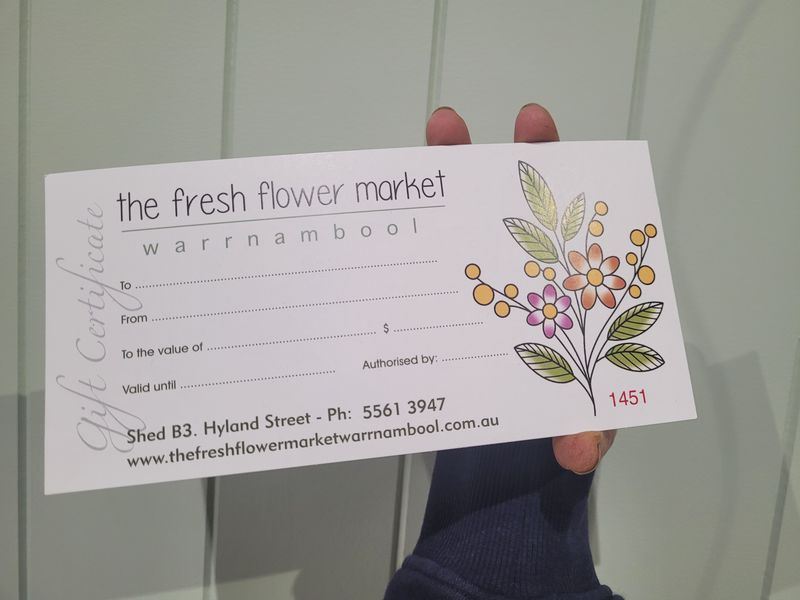 Gift Certificate
the fresh flower market
warrnambool
To
From
To the value of $
Valid until Authorised by:
Shed B3. Hyland Street - Ph: 5561 3947
www.thefreshflowermarketwarrnambool.com.au
1451